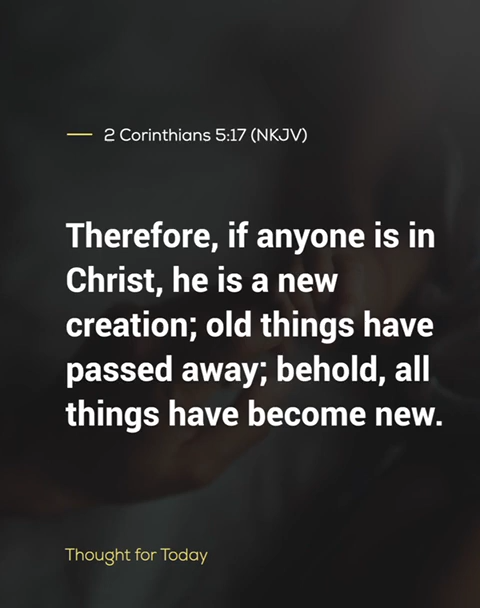 2 Corinthians 5:17 (NKJV)
Therefore, if anyone is in
Christ, he is a new
creation; old things have
passed away; behold, all
things have become new.
Thought for Today